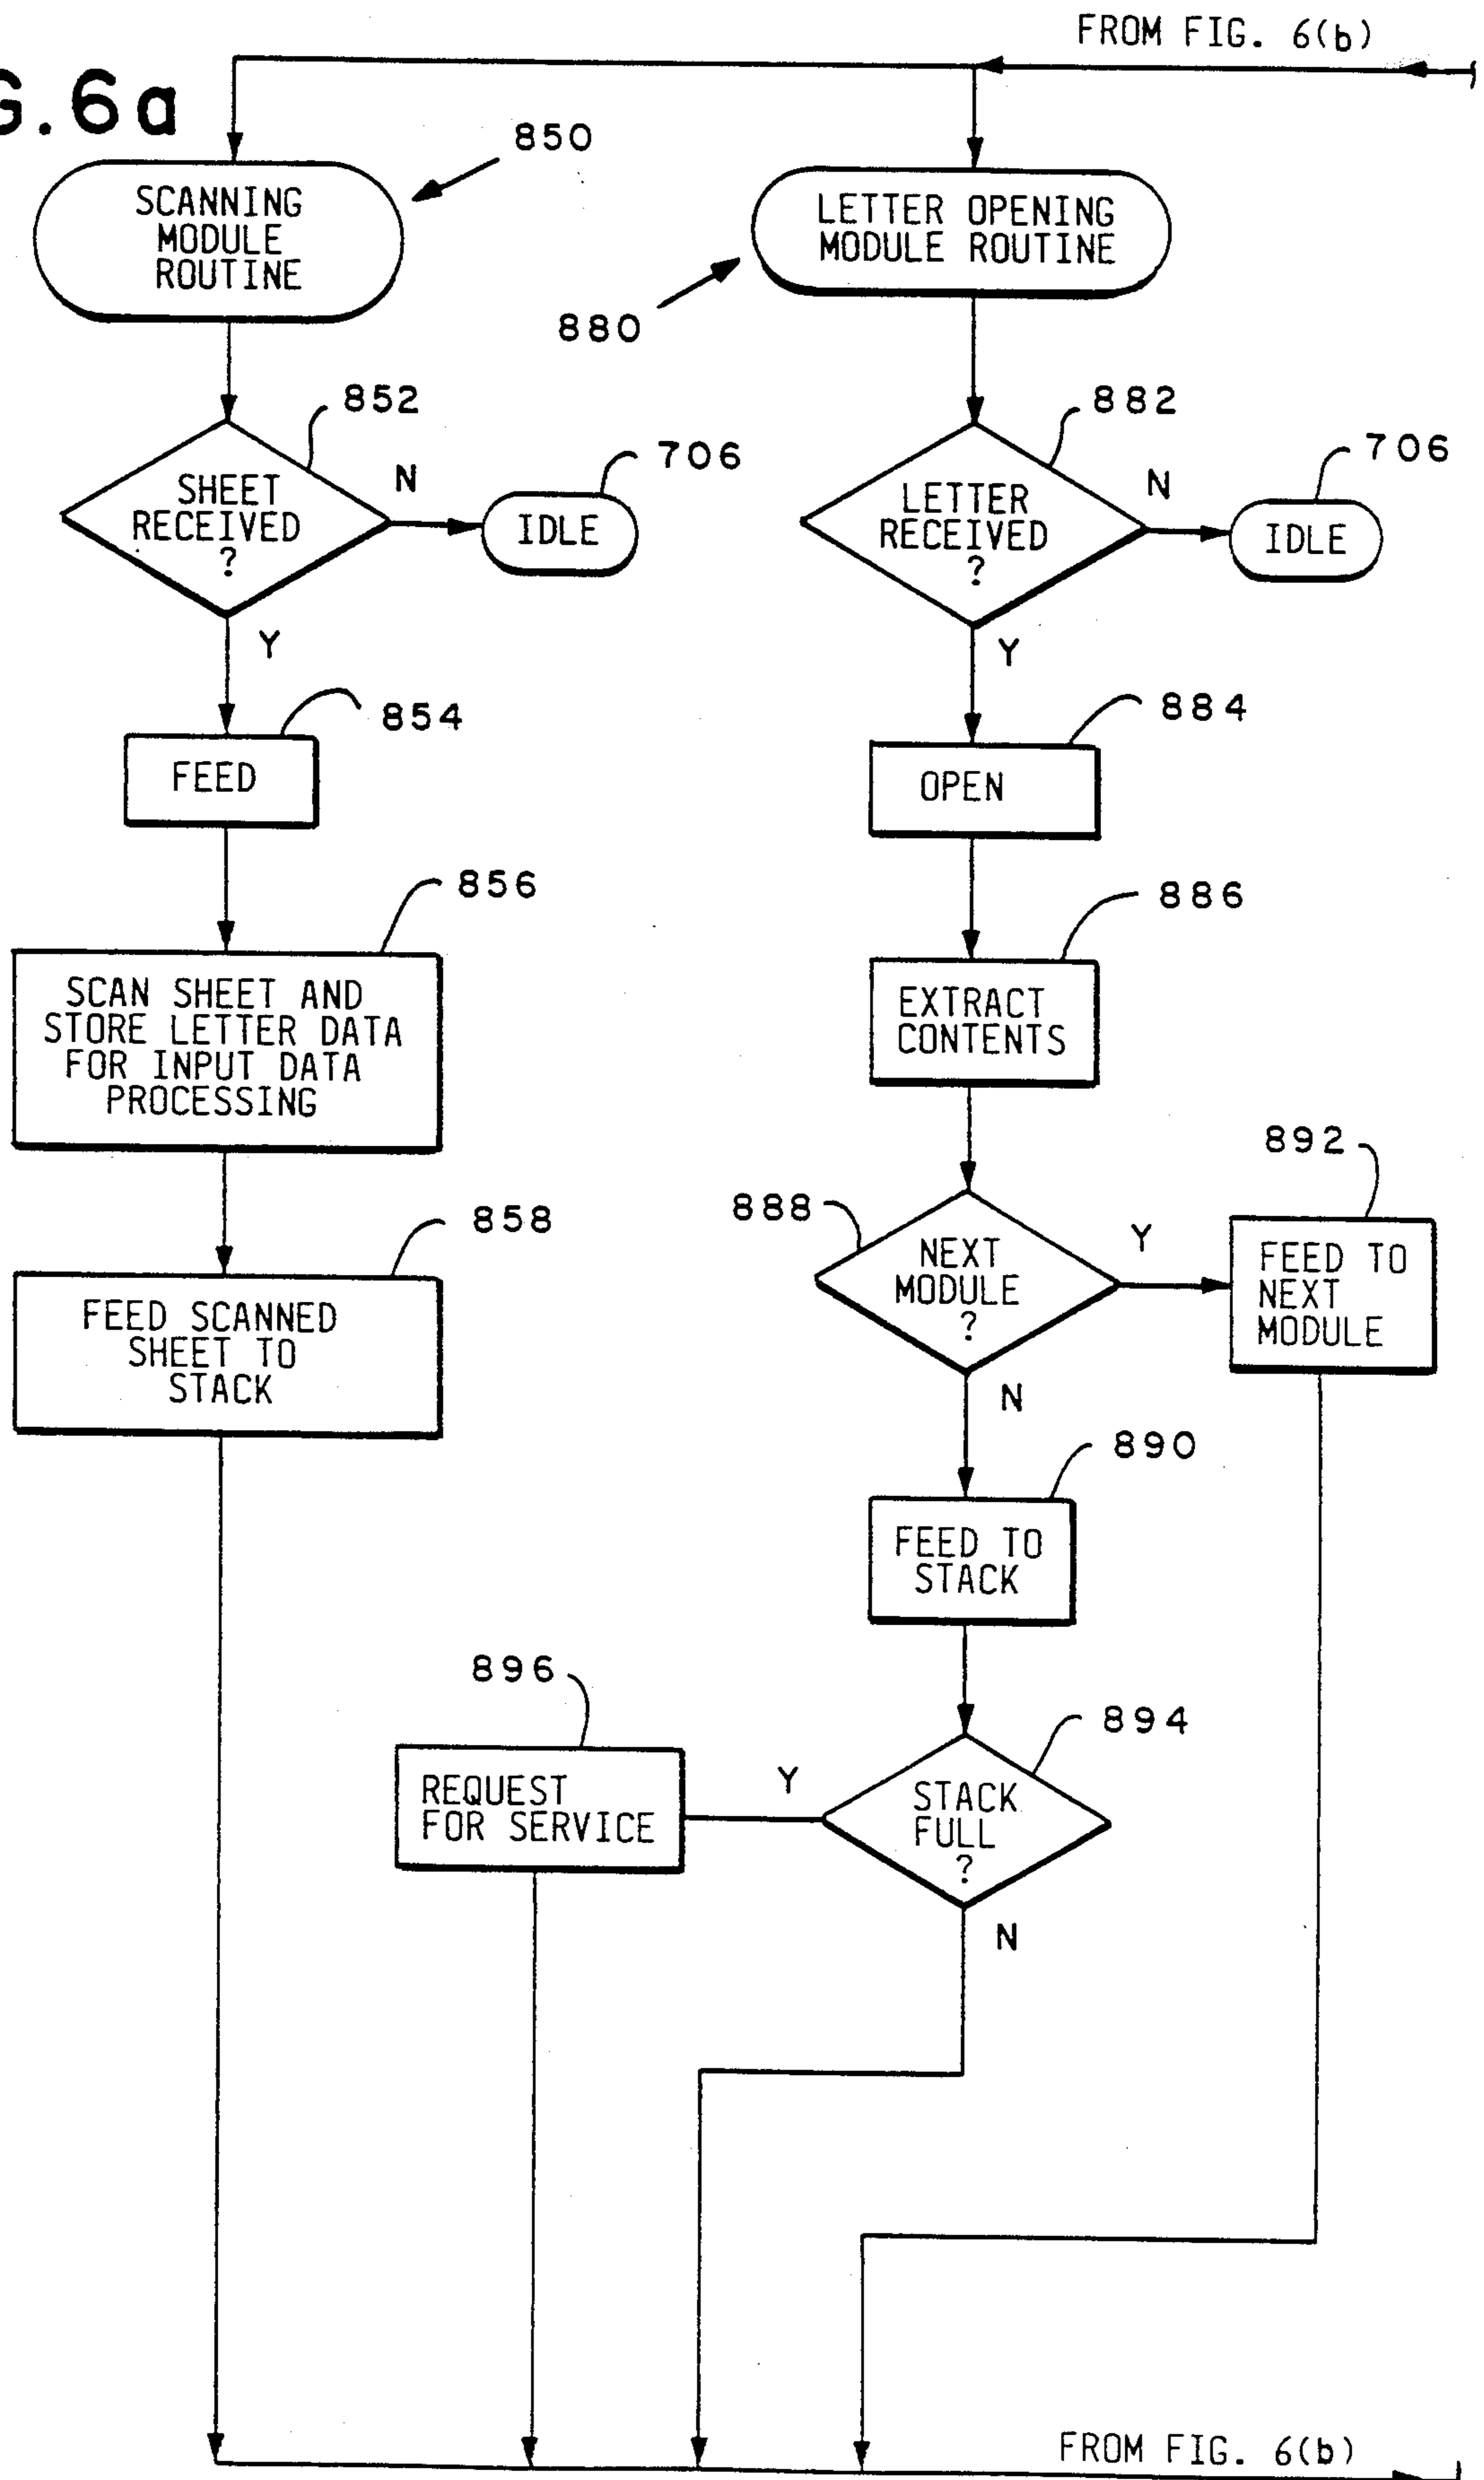 FROM FIG. 6(b)
G.6a
850
SCANNING
MODULE
ROUTINE
LETTER OPENING
MODULE ROUTINE
880
852
SHEET
RECEIVED
?
N
706
IDLE
Y
882
LETTER
RECEIVED
?
N
706
IDLE
Y
854
FEED
884
OPEN
856
SCAN SHEET AND
STORE LETTER DATA
FOR INPUT DATA
PROCESSING
886
EXTRACT
CONTENTS
858
FEED SCANNED
SHEET TO
STACK
888
NEXT
MODULE
?
Y
892
FEED TO
NEXT
MODULE
N
890
FEED TO
STACK
896
REQUEST
FOR SERVICE
Y
894
STACK
FULL
?
N
FROM FIG. 6(b)